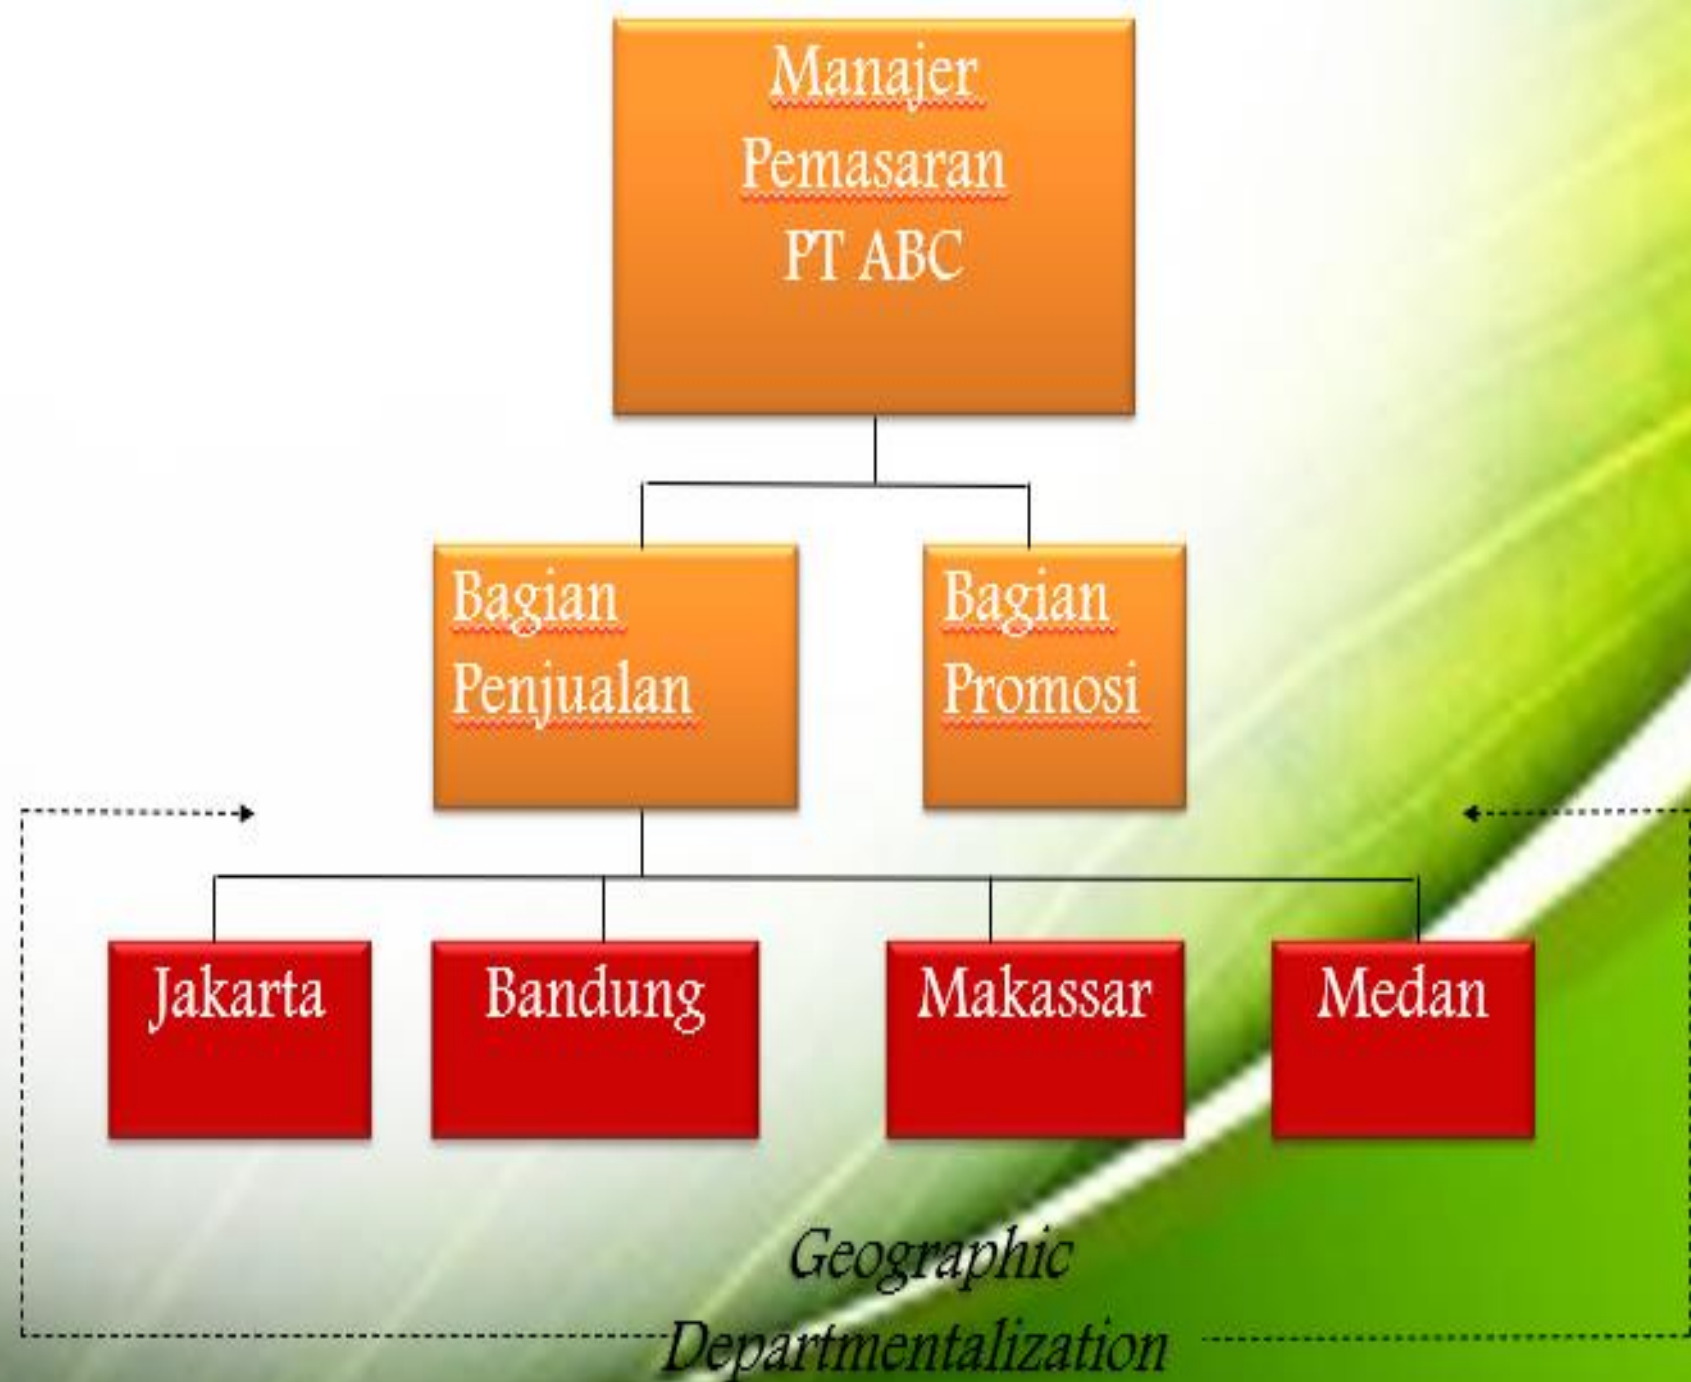 Manajer
Pemasaran
PT ABC
Bagian
Penjualan
Bagian
Promosi
Jakarta
Bandung
Makassar
Medan
Geographic
Departmentalization